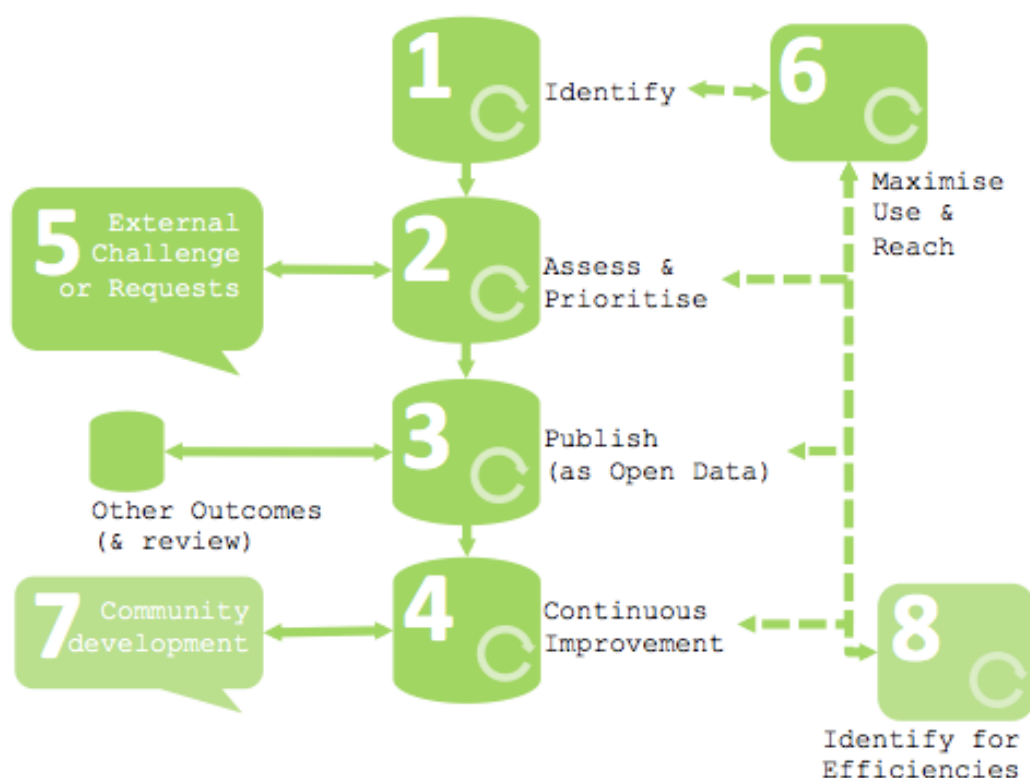 1
Identify
6
Maximise
Use &
Reach
5
External
Challenge
or Requests
2
Assess &
Prioritise
3
Publish
(as Open Data)
Other Outcomes
(& review)
7
Community
development
4
Continuous
Improvement
8
Identify for
Efficiencies